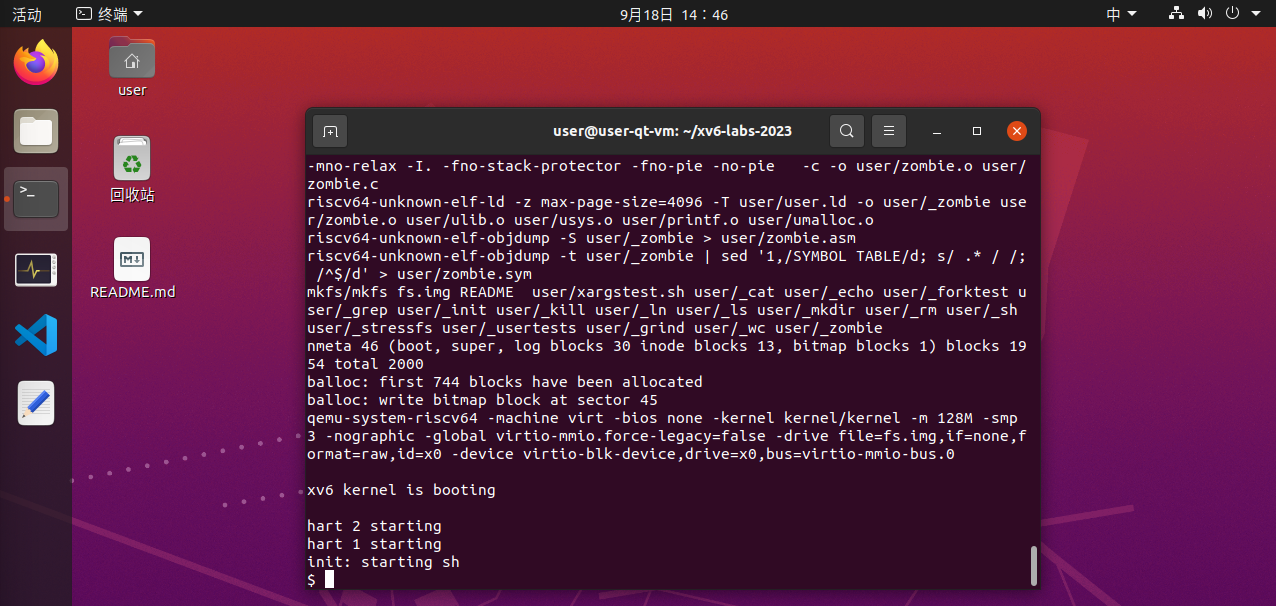 活动
终端
9月18日 14：46
中
user
回收站
README.md
user@user-qt-vm: ~/xv6-labs-2023
-mno-relax -I. -fno-stack-protector -fno-pie -no-pie   -c -o user/zombie.o user/
zombie.c
riscv64-unknown-elf-ld -z max-page-size=4096 -T user/user.ld -o user/_zombie use
r/zombie.o user/ulib.o user/usys.o user/printf.o user/umalloc.o
riscv64-unknown-elf-objdump -S user/_zombie > user/zombie.asm
riscv64-unknown-elf-objdump -t user/_zombie | sed '1,/SYMBOL TABLE/d; s/ .* / /;
 /^$/d' > user/zombie.sym
mkfs/mkfs fs.img README  user/xargstest.sh user/_cat user/_echo user/_forktest u
ser/_grep user/_init user/_kill user/_ln user/_ls user/_mkdir user/_rm user/_sh
user/_stressfs user/_usertests user/_grind user/_wc user/_zombie
nmeta 46 (boot, super, log blocks 30 inode blocks 13, bitmap blocks 1) blocks 19
54 total 2000
balloc: first 744 blocks have been allocated
balloc: write bitmap block at sector 45
qemu-system-riscv64 -machine virt -bios none -kernel kernel/kernel -m 128M -smp
3 -nographic -global virtio-mmio.force-legacy=false -drive file=fs.img,if=none,f
ormat=raw,id=x0 -device virtio-blk-device,drive=x0,bus=virtio-mmio-bus.0
xv6 kernel is booting
hart 2 starting
hart 1 starting
init: starting sh
$